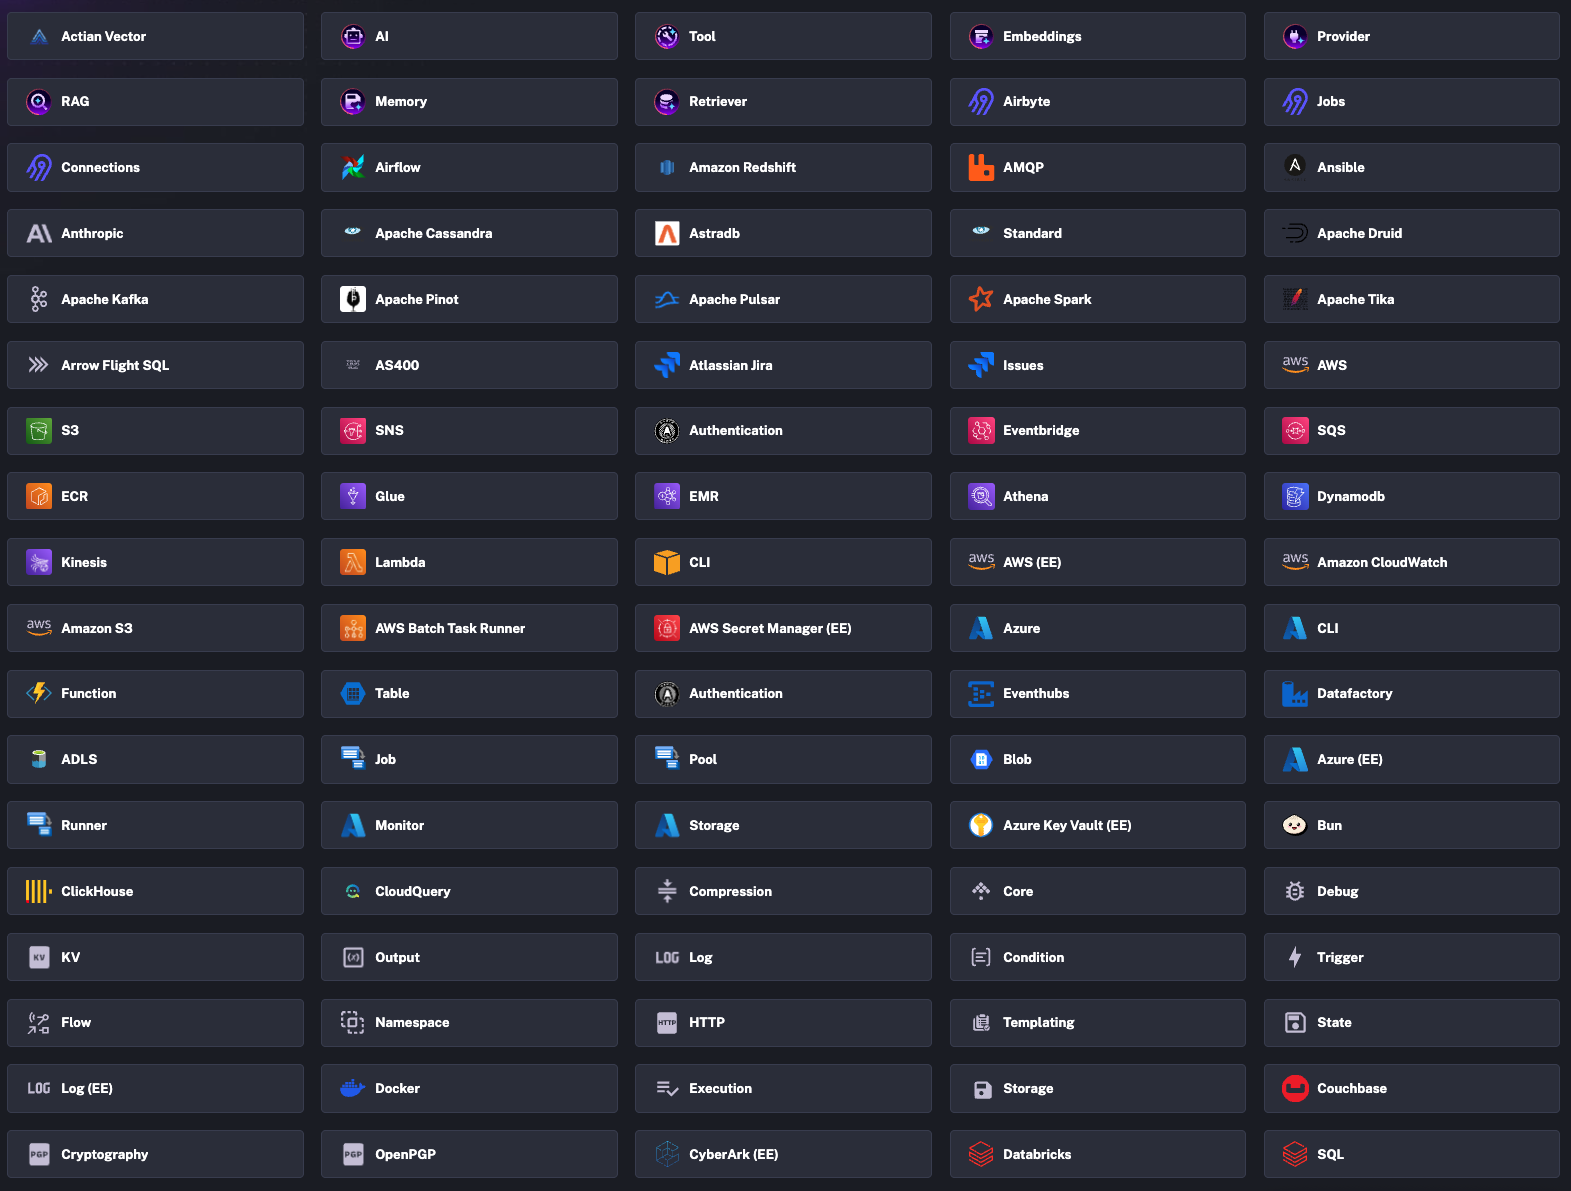 Actian Vector
AI
Tool
Embeddings
Provider
RAG
Memory
Retriever
Airbyte
Jobs
Connections
Airflow
Amazon Redshift
AMQP
Ansible
Anthropic
Apache Cassandra
Astradb
Standard
Apache Druid
Apache Kafka
Apache Pinot
Apache Pulsar
Apache Spark
Apache Tika
Arrow Flight SQL
AS400
Atlassian Jira
Issues
aws AWS
S3
SNS
Authentication
Eventbridge
SQS
ECR
Glue
EMR
Athena
Dynamodb
Kinesis
Lambda
CLI
aws AWS (EE)
aws Amazon CloudWatch
aws Amazon S3
AWS Batch Task Runner
AWS Secret Manager (EE)
Azure
CLI
Function
Table
Authentication
Eventhubs
Datafactory
ADLS
Job
Pool
Blob
Azure (EE)
Runner
Monitor
Storage
Azure Key Vault (EE)
Bun
ClickHouse
CloudQuery
Compression
Core
Debug
KV KV
Output
LOG Log
Condition
Trigger
Flow
Namespace
HTTP HTTP
Templating
State
LOG Log (EE)
Docker
Execution
Storage
Couchbase
PGP Cryptography
PGP OpenPGP
CyberArk (EE)
Databricks
SQL